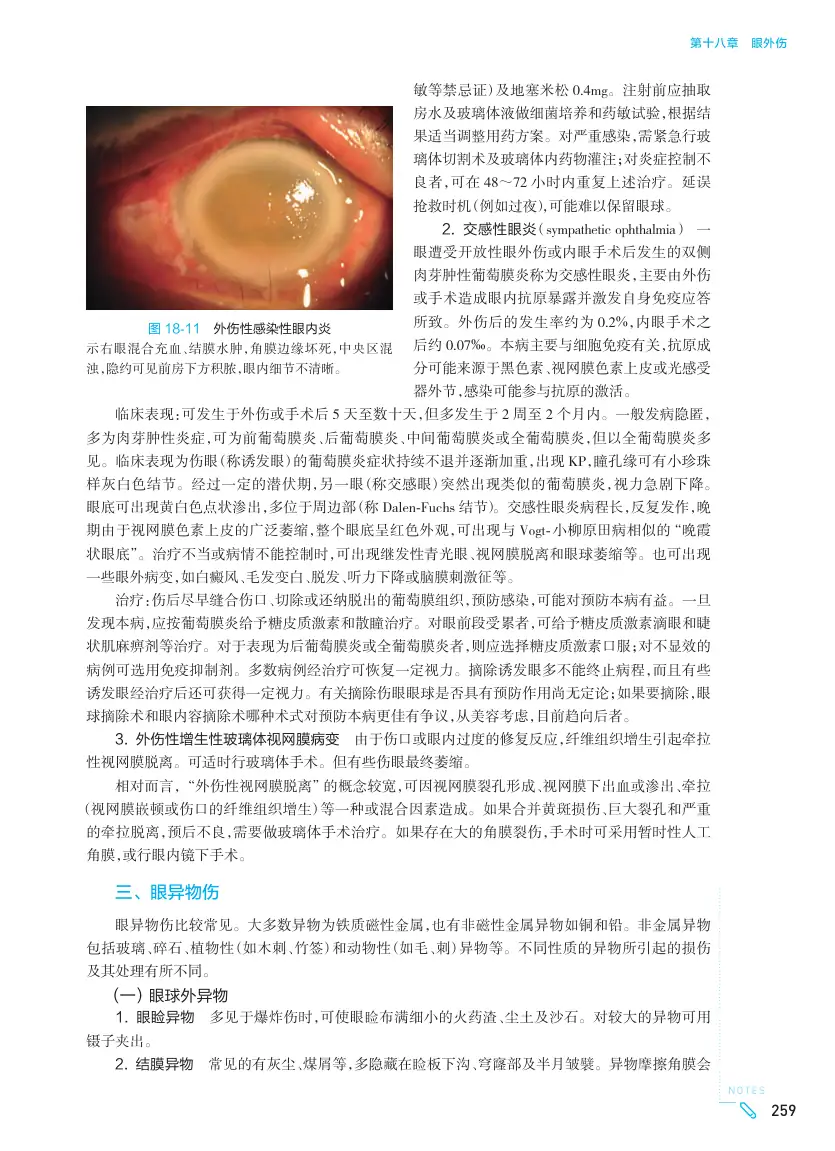 第十八章 眼外伤
敏等禁忌证)及地塞米松 0.4mg。注射前应抽取
房水及玻璃体液做细菌培养和药敏试验,根据结
果适当调整用药方案。对严重感染,需紧急行玻
璃体切割术及玻璃体内药物灌注;对炎症控制不
良者,可在 48～72 小时内重复上述治疗。延误
抢救时机(例如过夜),可能难以保留眼球。
2. 交感性眼炎(sympathetic ophthalmia) 一
眼遭受开放性眼外伤或内眼手术后发生的双侧
肉芽肿性葡萄膜炎称为交感性眼炎,主要由外伤
或手术造成眼内抗原暴露并激发自身免疫应答
所致。外伤后的发生率约为 0.2%,内眼手术之
后约 0.07‰。本病主要与细胞免疫有关,抗原成
分可能来源于黑色素、视网膜色素上皮或光感受
器外节,感染可能参与抗原的激活。
图 18-11 外伤性感染性眼内炎
示右眼混合充血、结膜水肿,角膜边缘坏死,中央区混
浊,隐约可见前房下方积脓,眼内细节不清晰。
临床表现:可发生于外伤或手术后 5 天至数十天,但多发生于 2 周至 2 个月内。一般发病隐匿,
多为肉芽肿性炎症,可为前葡萄膜炎、后葡萄膜炎、中间葡萄膜炎或全葡萄膜炎,但以全葡萄膜炎多
见。临床表现为伤眼(称诱发眼)的葡萄膜炎症状持续不退并逐渐加重,出现 KP,瞳孔缘可有小珍珠
样灰白色结节。经过一定的潜伏期,另一眼(称交感眼)突然出现类似的葡萄膜炎,视力急剧下降。
眼底可出现黄白色点状渗出,多位于周边部(称 Dalen-Fuchs 结节)。交感性眼炎病程长,反复发作,晚
期由于视网膜色素上皮的广泛萎缩,整个眼底呈红色外观,可出现与 Vogt-小柳原田病相似的 “晚霞
状眼底”。治疗不当或病情不能控制时,可出现继发性青光眼、视网膜脱离和眼球萎缩等。也可出现
一些眼外病变,如白癜风、毛发变白、脱发、听力下降或脑膜刺激征等。
治疗:伤后尽早缝合伤口、切除或还纳脱出的葡萄膜组织,预防感染,可能对预防本病有益。一旦
发现本病,应按葡萄膜炎给予糖皮质激素和散瞳治疗。对眼前段受累者,可给予糖皮质激素滴眼和睫
状肌麻痹剂等治疗。对于表现为后葡萄膜炎或全葡萄膜炎者,则应选择糖皮质激素口服;对不显效的
病例可选用免疫抑制剂。多数病例经治疗可恢复一定视力。摘除诱发眼多不能终止病程,而且有些
诱发眼经治疗后还可获得一定视力。有关摘除伤眼眼球是否具有预防作用尚无定论;如果要摘除,眼
球摘除术和眼内容摘除术哪种术式对预防本病更佳有争议,从美容考虑,目前趋向后者。
3. 外伤性增生性玻璃体视网膜病变 由于伤口或眼内过度的修复反应,纤维组织增生引起牵拉
性视网膜脱离。可适时行玻璃体手术。但有些伤眼最终萎缩。
相对而言，“外伤性视网膜脱离” 的概念较宽,可因视网膜裂孔形成、视网膜下出血或渗出、牵拉
(视网膜嵌顿或伤口的纤维组织增生)等一种或混合因素造成。如果合并黄斑损伤、巨大裂孔和严重
的牵拉脱离,预后不良,需要做玻璃体手术治疗。如果存在大的角膜裂伤,手术时可采用暂时性人工
角膜,或行眼内镜下手术。
三、眼异物伤
眼异物伤比较常见。大多数异物为铁质磁性金属,也有非磁性金属异物如铜和铅。非金属异物
包括玻璃、碎石、植物性(如木刺、竹签)和动物性(如毛、刺)异物等。不同性质的异物所引起的损伤
及其处理有所不同。
(一) 眼球外异物
1. 眼睑异物 多见于爆炸伤时,可使眼睑布满细小的火药渣、尘土及沙石。对较大的异物可用
镊子夹出。
2. 结膜异物 常见的有灰尘、煤屑等,多隐藏在睑板下沟、穹窿部及半月皱襞。异物摩擦角膜会
NOTES
259